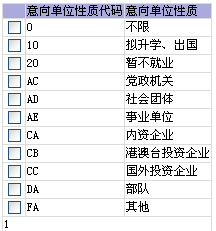 意向单位性质代码 意向单位性质
0 不限
10 拟升学、出国
20 暂不就业
AC 党政机关
AD 社会团体
AE 事业单位
CA 内资企业
CB 港澳台投资企业
CC 国外投资企业
DA 部队
FA 其他
1